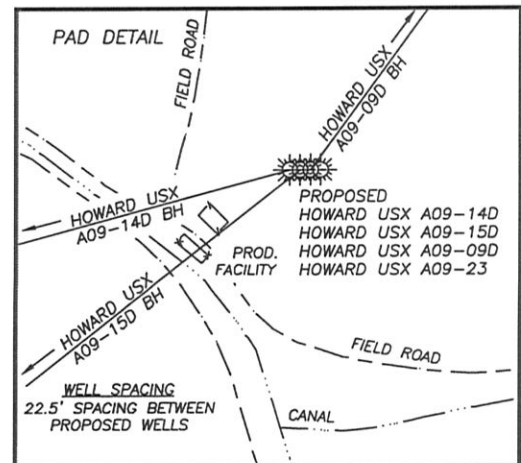 PAD DETAIL
FIELD ROAD
HOWARD USX
A09-09D BH
HOWARD USX
A09-14D BH
PROPOSED
HOWARD USX A09-14D
HOWARD USX A09-15D
HOWARD USX A09-09D
HOWARD USX A09-23
PROD.
FACILITY
HOWARD USX
A09-15D BH
FIELD ROAD
WELL SPACING
22.5' SPACING BETWEEN
PROPOSED WELLS
CANAL